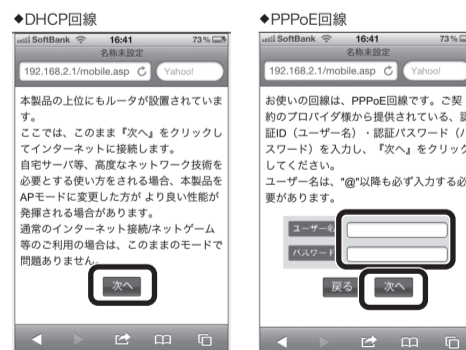 ◆DHCP回線
SoftBank 16:41 73%
名称未設定
192.168.2.1/mobile.asp Yahoo!
本製品の上位にもルータが設置されていま
す。
ここでは、このまま『次へ』をクリックし
てインターネットに接続します。
自宅サーバ等、高度なネットワーク技術を
必要とする使い方をされる場合、本製品を
APモードに変更した方が より良い性能が
発揮される場合があります。
通常のインターネット接続/ネットゲーム
等のご利用の場合は、このままのモードで
問題ありません。
次へ
◆PPPoE回線
SoftBank 16:41 73%
名称未設定
192.168.2.1/mobile.asp Yahoo!
お使いの回線は、PPPoE回線です。ご契
約のプロバイダ様から提供されている、認
証ID（ユーザー名）・認証パスワード（パ
スワード）を入力し、『次へ』をクリック
してください。
ユーザー名は、"@"以降も必ず入力する必
要があります。
ユーザー名
パスワード
戻る 次へ